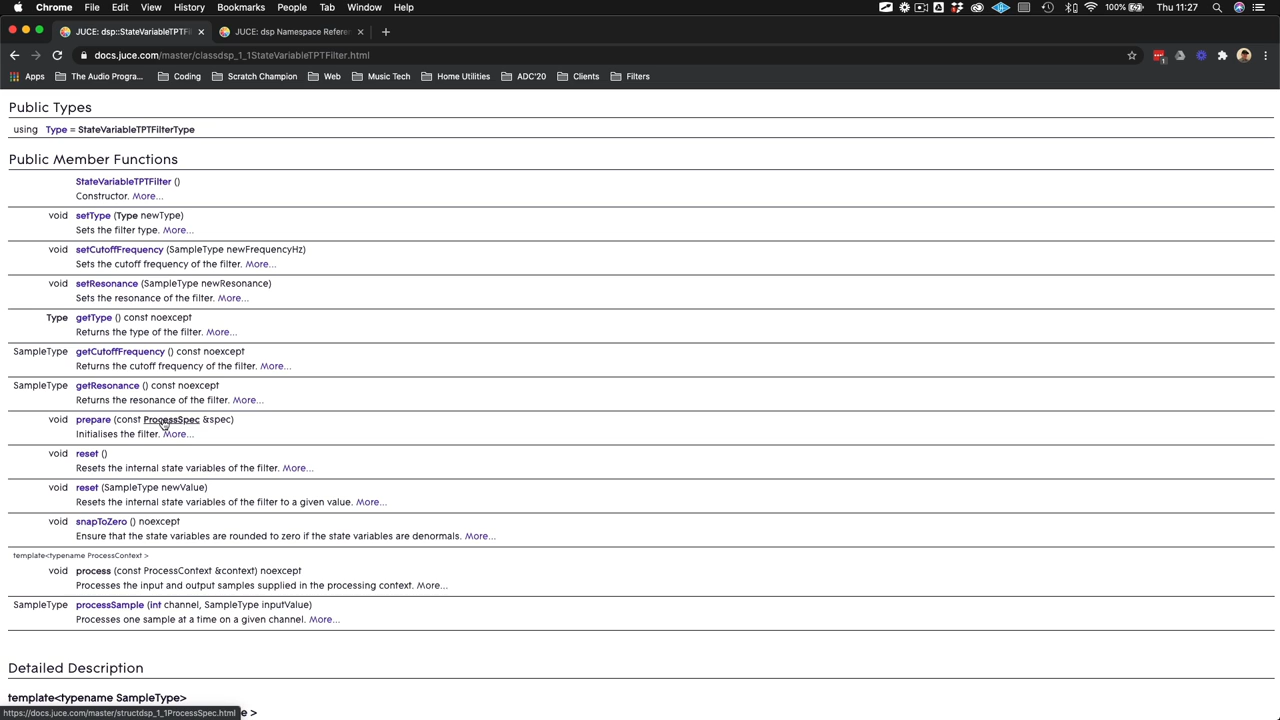 Chrome File Edit View History Bookmarks People Tab Window Help 100% Thu 11:27
JUCE: dsp::StateVariableTPTFil × JUCE: dsp Namespace Refere × +
docs.juce.com/master/classdsp_1_1StateVariableTPTFilter.html
Apps The Audio Progra... Coding Scratch Champion Web Music Tech Home Utilities ADC'20 Clients Filters
Public Types
using Type = StateVariableTPTFilterType
Public Member Functions
StateVariableTPTFilter ()
Constructor. More...
void setType (Type newType)
Sets the filter type. More...
void setCutoffFrequency (SampleType newFrequencyHz)
Sets the cutoff frequency of the filter. More...
void setResonance (SampleType newResonance)
Sets the resonance of the filter. More...
Type getType () const noexcept
Returns the type of the filter. More...
SampleType getCutoffFrequency () const noexcept
Returns the cutoff frequency of the filter. More...
SampleType getResonance () const noexcept
Returns the resonance of the filter. More...
void prepare (const ProcessSpec &spec)
Initialises the filter. More...
void reset ()
Resets the internal state variables of the filter. More...
void reset (SampleType newValue)
Resets the internal state variables of the filter to a given value. More...
void snapToZero () noexcept
Ensure that the state variables are rounded to zero if the state variables are denormals. More...
template<typename ProcessContext >
void process (const ProcessContext &context) noexcept
Processes the input and output samples supplied in the processing context. More...
SampleType processSample (int channel, SampleType inputValue)
Processes one sample at a time on a given channel. More...
Detailed Description
template<typename SampleType>
https://docs.juce.com/master/structdsp_1_1ProcessSpec.html e >